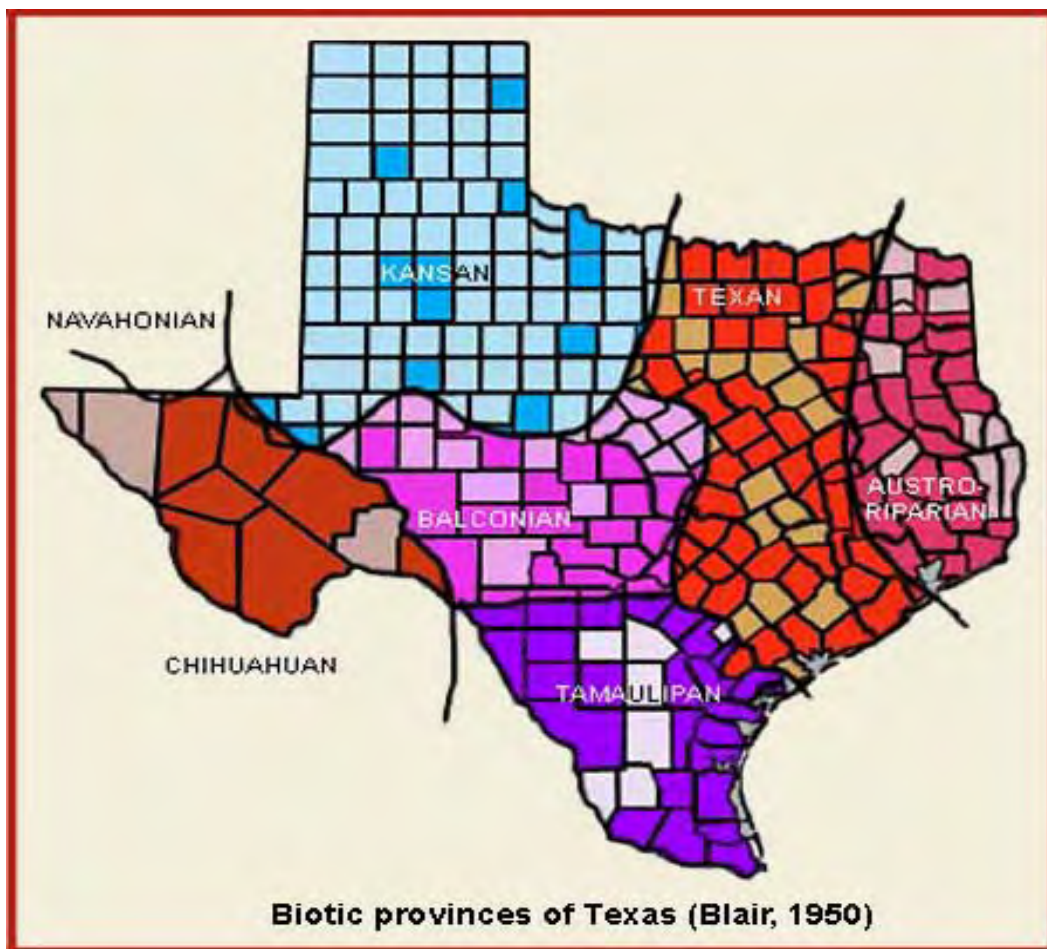 KANSAN
TEXAN
NAVAHONIAN
AUSTRO-
RIPARIAN
BALCONIAN
CHIHUAHUAN
TAMAULIPAN
Biotic provinces of Texas (Blair, 1950)